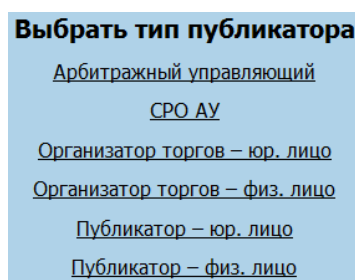 Выбрать тип публикатора
Арбитражный управляющий
СРО АУ
Организатор торгов – юр. лицо
Организатор торгов – физ. лицо
Публикатор – юр. лицо
Публикатор – физ. лицо